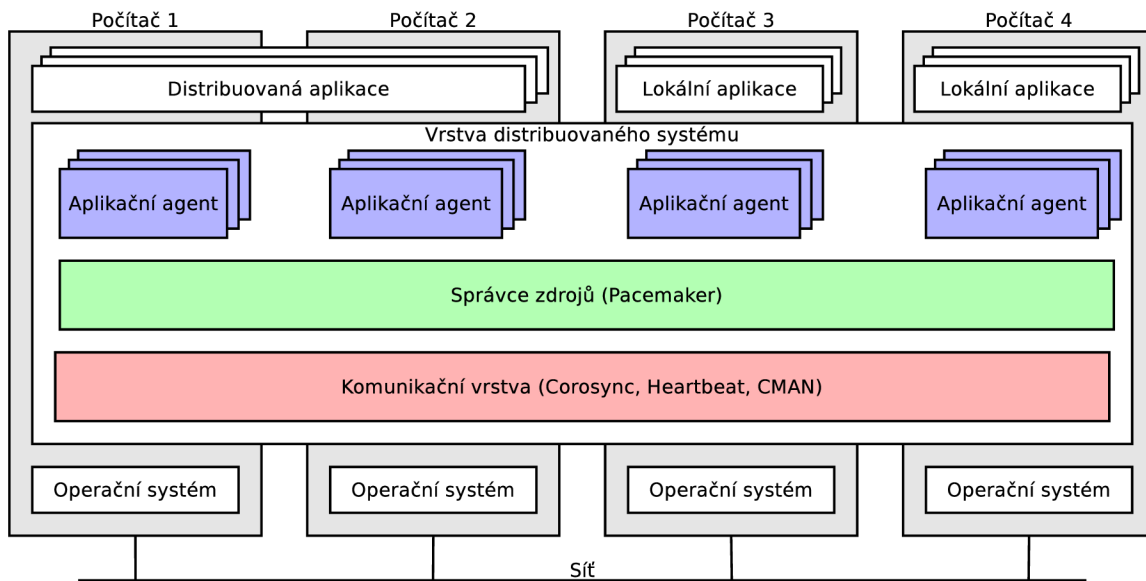 Počítač 1
Počítač 2
Počítač 3
Počítač 4
Distribuovaná aplikace
Lokální aplikace
Lokální aplikace
Vrstva distribuovaného systému
Aplikační agent
Aplikační agent
Aplikační agent
Aplikační agent
Správce zdrojů (Pacemaker)
Komunikační vrstva (Corosync, Heartbeat, CMAN)
Operační systém
Operační systém
Operační systém
Operační systém
Síť